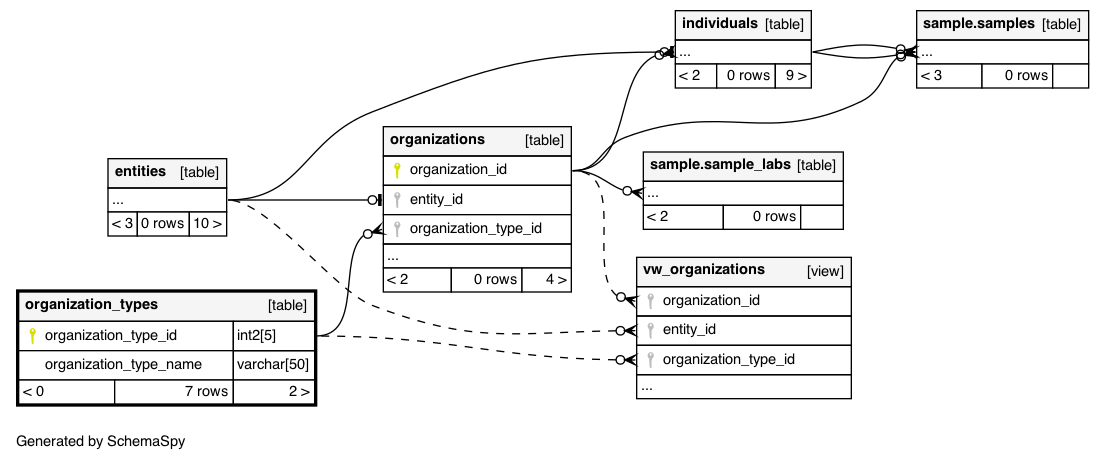 individuals [table]
...
< 2 0 rows 9 >
sample.samples [table]
...
< 3 0 rows
organizations [table]
organization_id
entity_id
organization_type_id
...
< 2 0 rows 4 >
sample.sample_labs [table]
...
< 2 0 rows
entities [table]
...
< 3 0 rows 10 >
vw_organizations [view]
organization_id
entity_id
organization_type_id
...
organization_types [table]
organization_type_id int2[5]
organization_type_name varchar[50]
< 0 7 rows 2 >
Generated by SchemaSpy